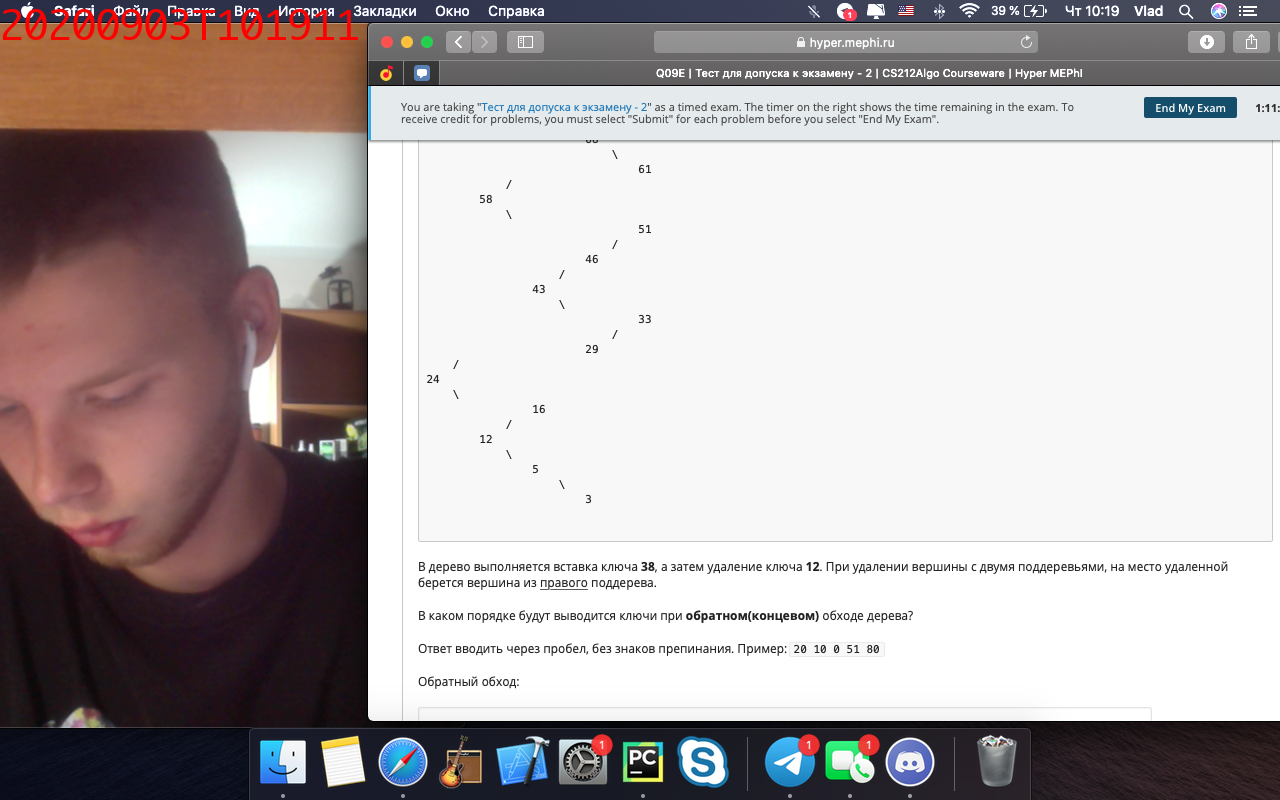 20200903T101911
Safari Файл Правка Вид История Закладки Окно Справка
39 % Чт 10:19 Vlad
hyper.mephi.ru
Q09E | Тест для допуска к экзамену - 2 | CS212Algo Courseware | Hyper MEPhI
You are taking "Тест для допуска к экзамену - 2" as a timed exam. The timer on the right shows the time remaining in the exam. To
receive credit for problems, you must select "Submit" for each problem before you select "End My Exam".
End My Exam
1:11:
\
61
/
58
\
51
/
46
/
43
\
33
/
29
/
24
\
16
/
12
\
5
\
3
В дерево выполняется вставка ключа 38, а затем удаление ключа 12. При удалении вершины с двумя поддеревьями, на место удаленной
берется вершина из правого поддерева.
В каком порядке будут выводится ключи при обратном(концевом) обходе дерева?
Ответ вводить через пробел, без знаков препинания. Пример: 20 10 0 51 80
Обратный обход:
1
PC
1
1